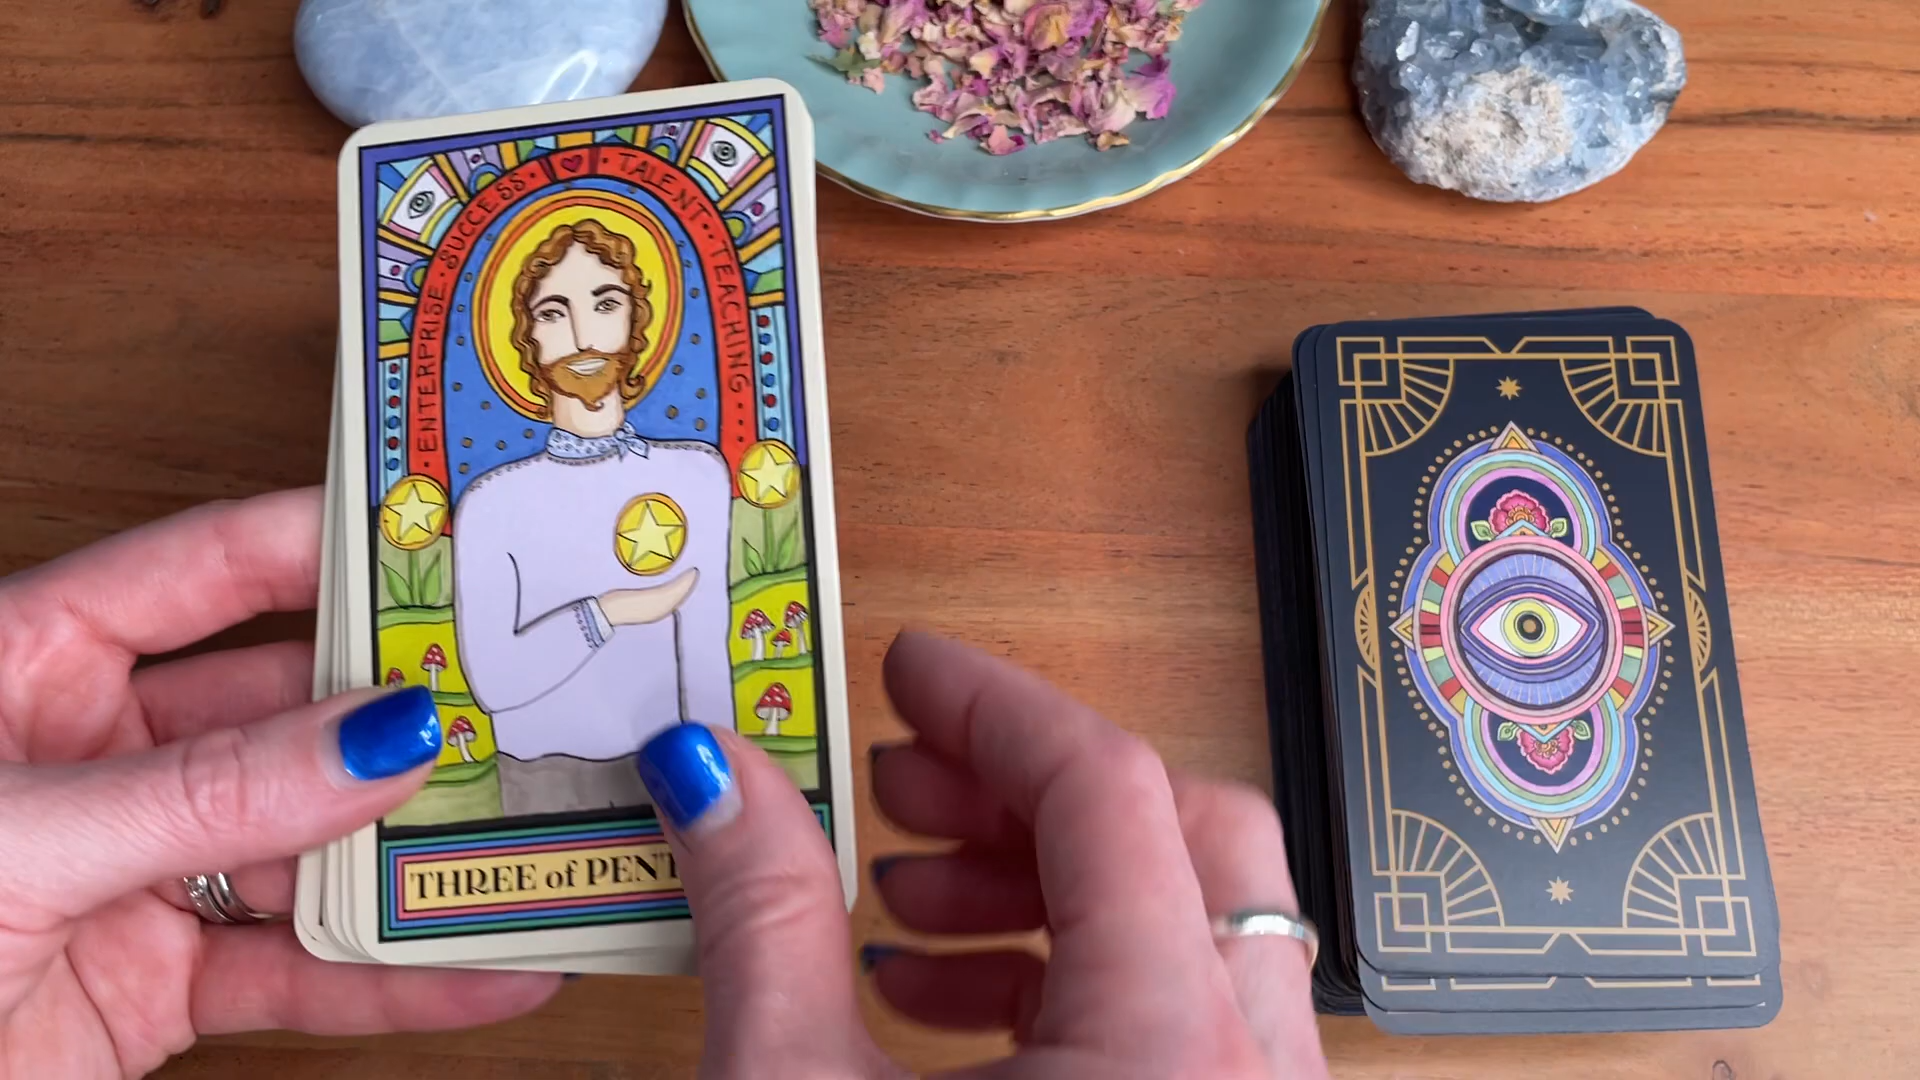 · ENTERPRISE · SUCCESS · · TALENT · · TEACHING · · ·
THREE of PENT